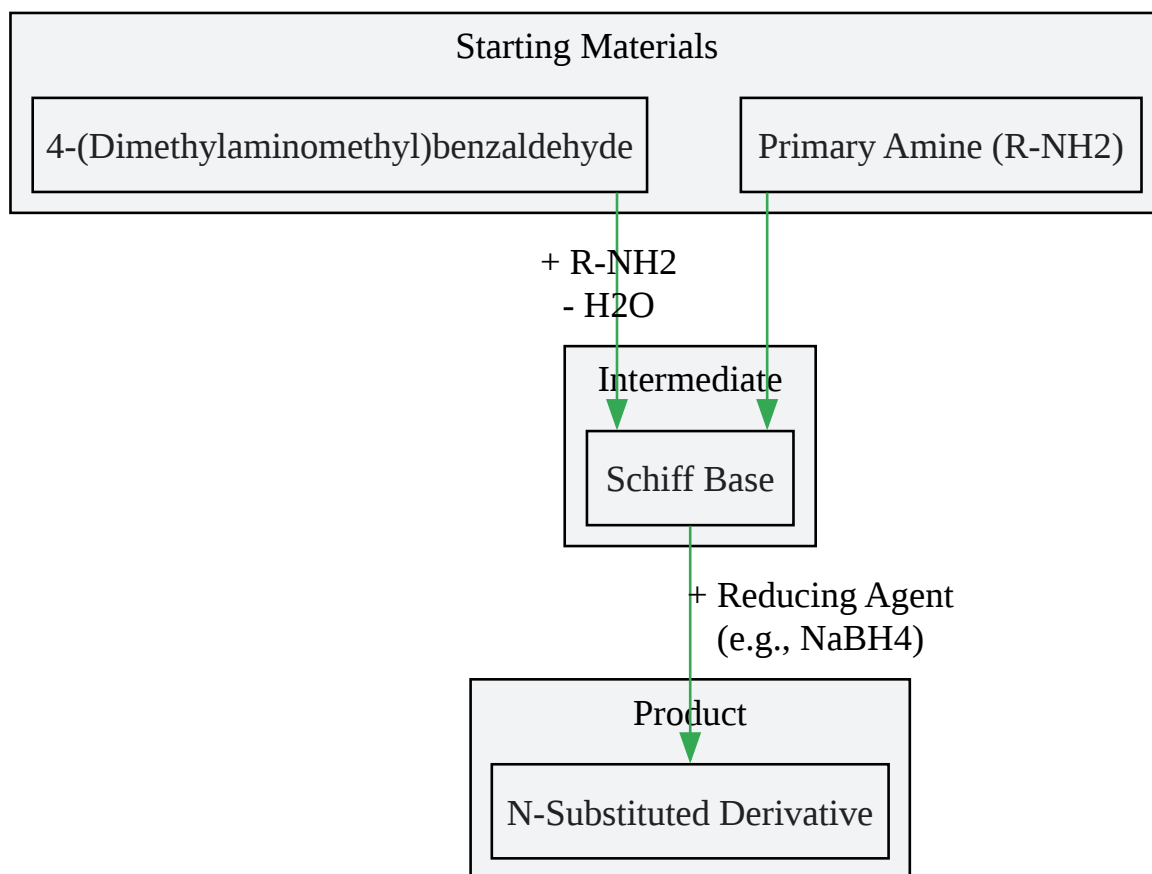 Starting Materials
4-(Dimethylaminomethyl)benzaldehyde
Primary Amine (R-NH2)
+ R-NH2
- H2O
Intermediate
Schiff Base
+ Reducing Agent
(e.g., NaBH4)
Product
N-Substituted Derivative